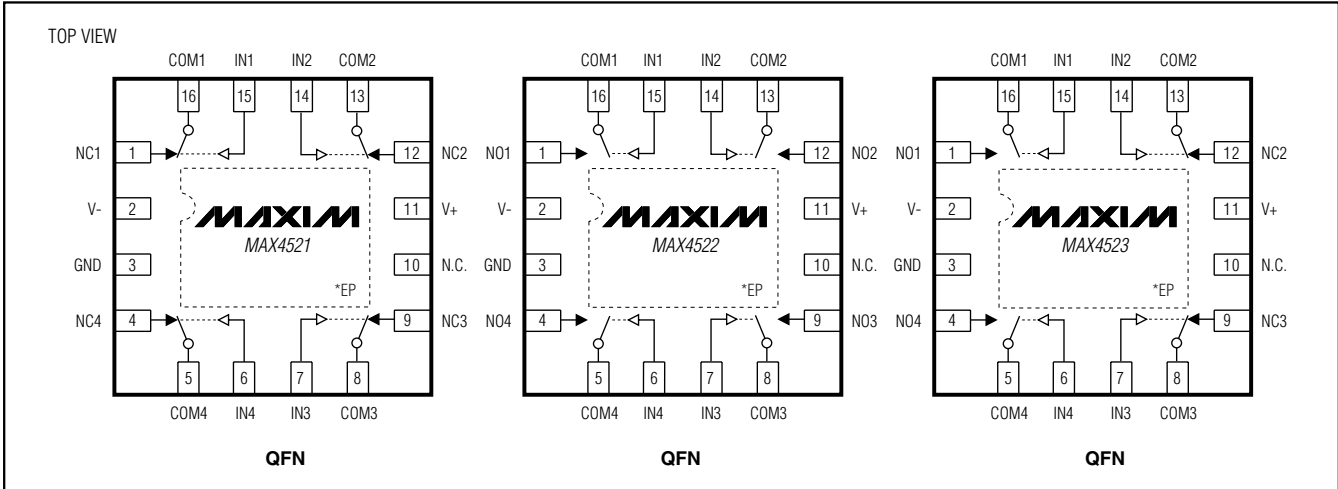 TOP VIEW
COM1 IN1 IN2 COM2
16 15 14 13
NC1 1 12 NC2
V- 2 11 V+
MAXIM
MAX4521
GND 3 10 N.C.
*EP
NC4 4 9 NC3
5 6 7 8
COM4 IN4 IN3 COM3
QFN
COM1 IN1 IN2 COM2
16 15 14 13
NO1 1 12 NO2
V- 2 11 V+
MAXIM
MAX4522
GND 3 10 N.C.
*EP
NO4 4 9 NO3
5 6 7 8
COM4 IN4 IN3 COM3
QFN
COM1 IN1 IN2 COM2
16 15 14 13
NO1 1 12 NC2
V- 2 11 V+
MAXIM
MAX4523
GND 3 10 N.C.
*EP
NO4 4 9 NC3
5 6 7 8
COM4 IN4 IN3 COM3
QFN